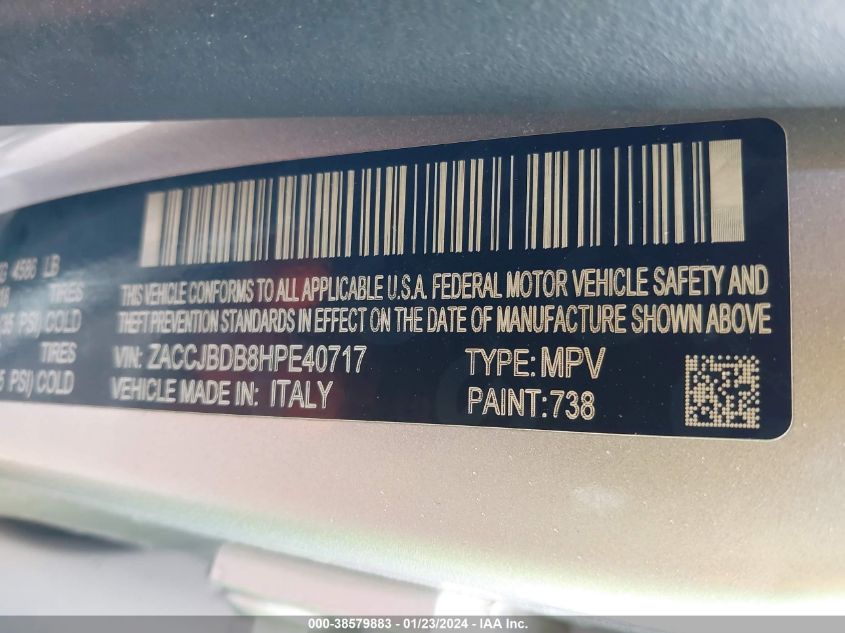 G 4586 LB
TIRES
PSI) COLD
TIRES
PSI) COLD
THIS VEHICLE CONFORMS TO ALL APPLICABLE U.S.A. FEDERAL MOTOR VEHICLE SAFETY AND
THEFT PREVENTION STANDARDS IN EFFECT ON THE DATE OF MANUFACTURE SHOWN ABOVE
VIN: ZACCJBDB8HPE40717 TYPE: MPV
VEHICLE MADE IN: ITALY PAINT:738
000-38579883 - 01/23/2024 - IAA Inc.